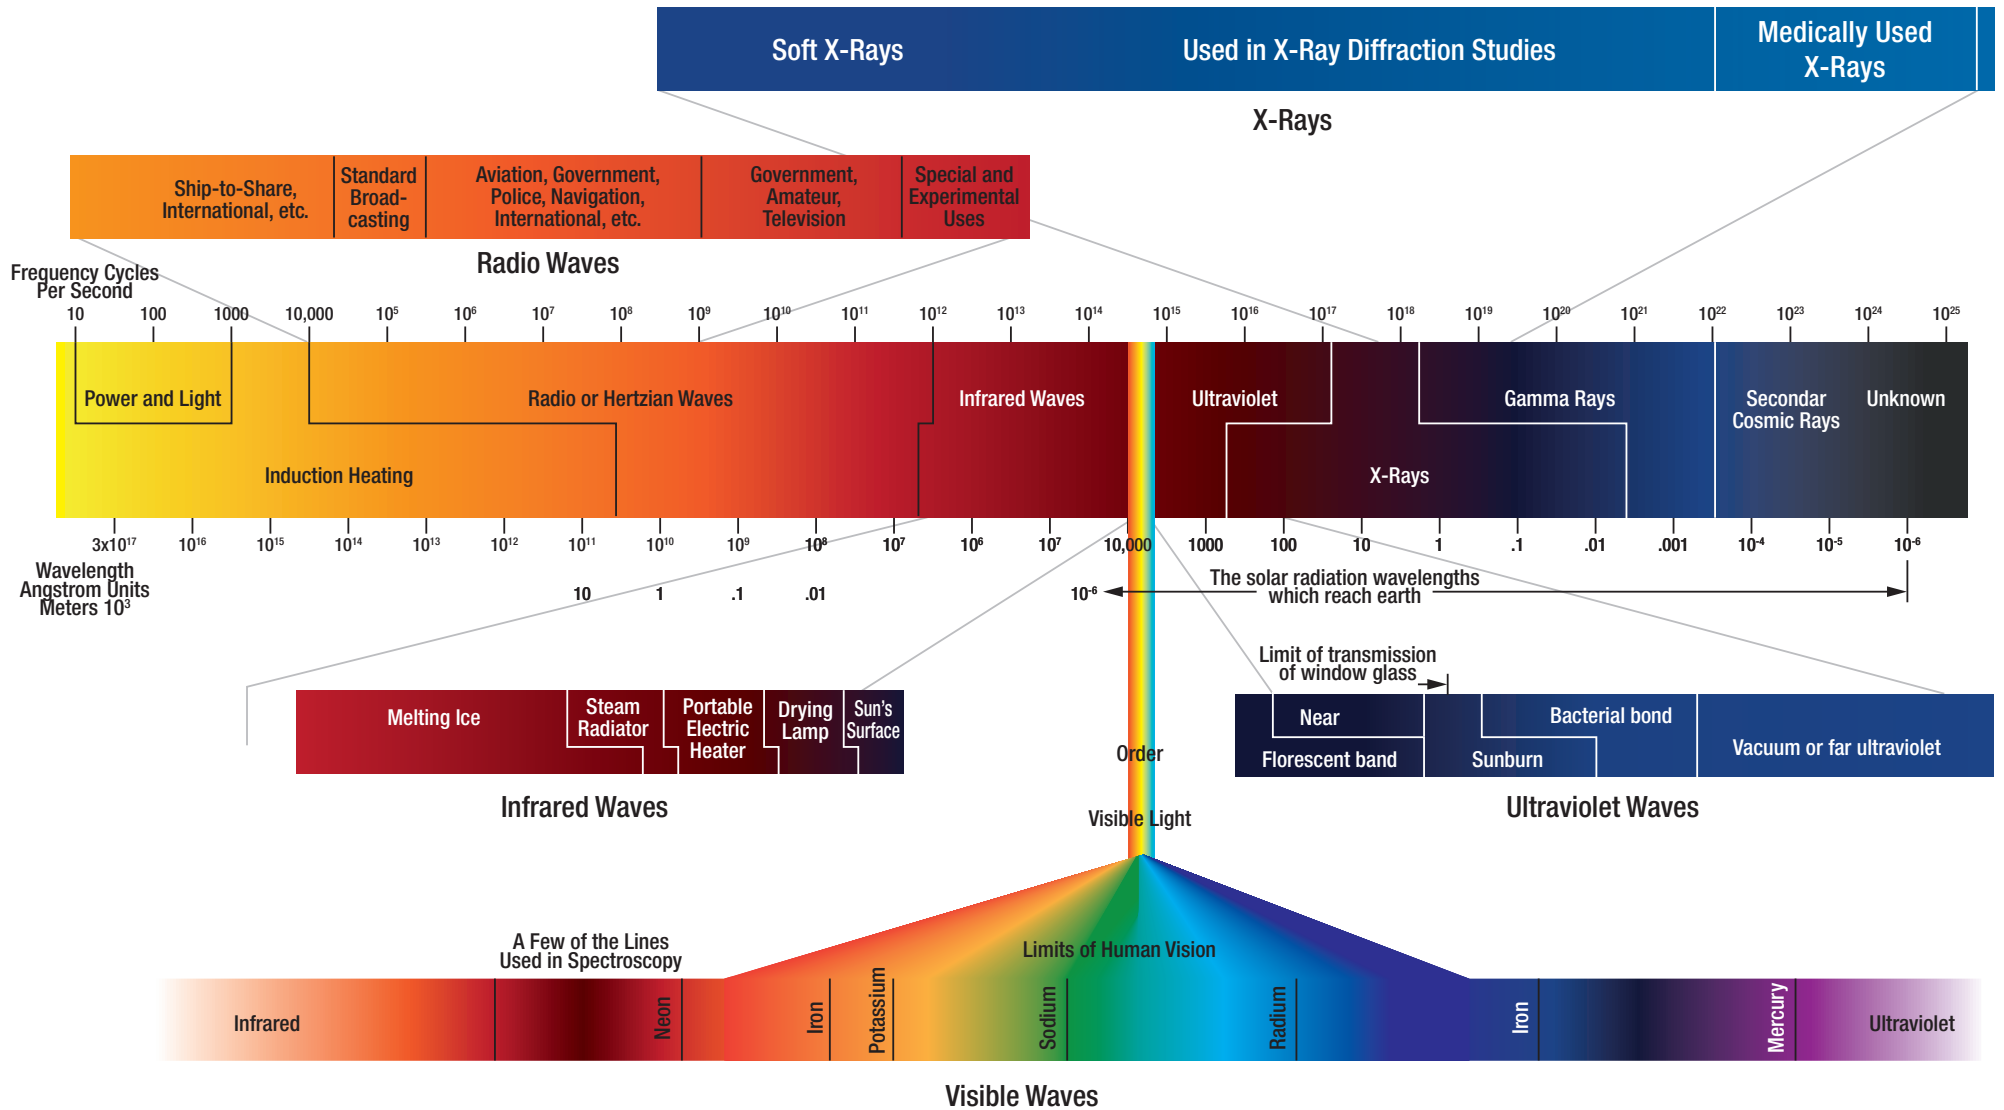 Soft X-Rays
Used in X-Ray Diffraction Studies
Medically Used
X-Rays
X-Rays
Ship-to-Share,
International, etc.
Standard
Broad-
casting
Aviation, Government,
Police, Navigation,
International, etc.
Government,
Amateur,
Television
Special and
Experimental
Uses
Radio Waves
Frequency Cycles
Per Second
10 100 1000 10,000 10⁵ 10⁶ 10⁷ 10⁸ 10⁹ 10¹⁰ 10¹¹ 10¹² 10¹³ 10¹⁴ 10¹⁵ 10¹⁶ 10¹⁷ 10¹⁸ 10¹⁹ 10²⁰ 10²¹ 10²² 10²³ 10²⁴ 10²⁵
Power and Light
Radio or Hertzian Waves
Infrared Waves
Ultraviolet
Gamma Rays
Secondar
Cosmic Rays
Unknown
Induction Heating
X-Rays
3x10¹⁷ 10¹⁶ 10¹⁵ 10¹⁴ 10¹³ 10¹² 10¹¹ 10¹⁰ 10⁹ 10⁸ 10⁷ 10⁶ 10⁷ 10,000 1000 100 10 1 .1 .01 .001 10⁻⁴ 10⁻⁵ 10⁻⁶
Wavelength
Angstrom Units
Meters 10³
10 1 .1 .01 10⁻⁶
The solar radiation wavelengths
which reach earth
Limit of transmission
of window glass
Melting Ice
Steam
Radiator
Portable
Electric
Heater
Drying
Lamp
Sun's
Surface
Infrared Waves
Order
Visible Light
Near
Florescent band
Bacterial bond
Sunburn
Vacuum or far ultraviolet
Ultraviolet Waves
A Few of the Lines
Used in Spectroscopy
Limits of Human Vision
Infrared
Neon
Iron
Potassium
Sodium
Radium
Iron
Mercury
Ultraviolet
Visible Waves